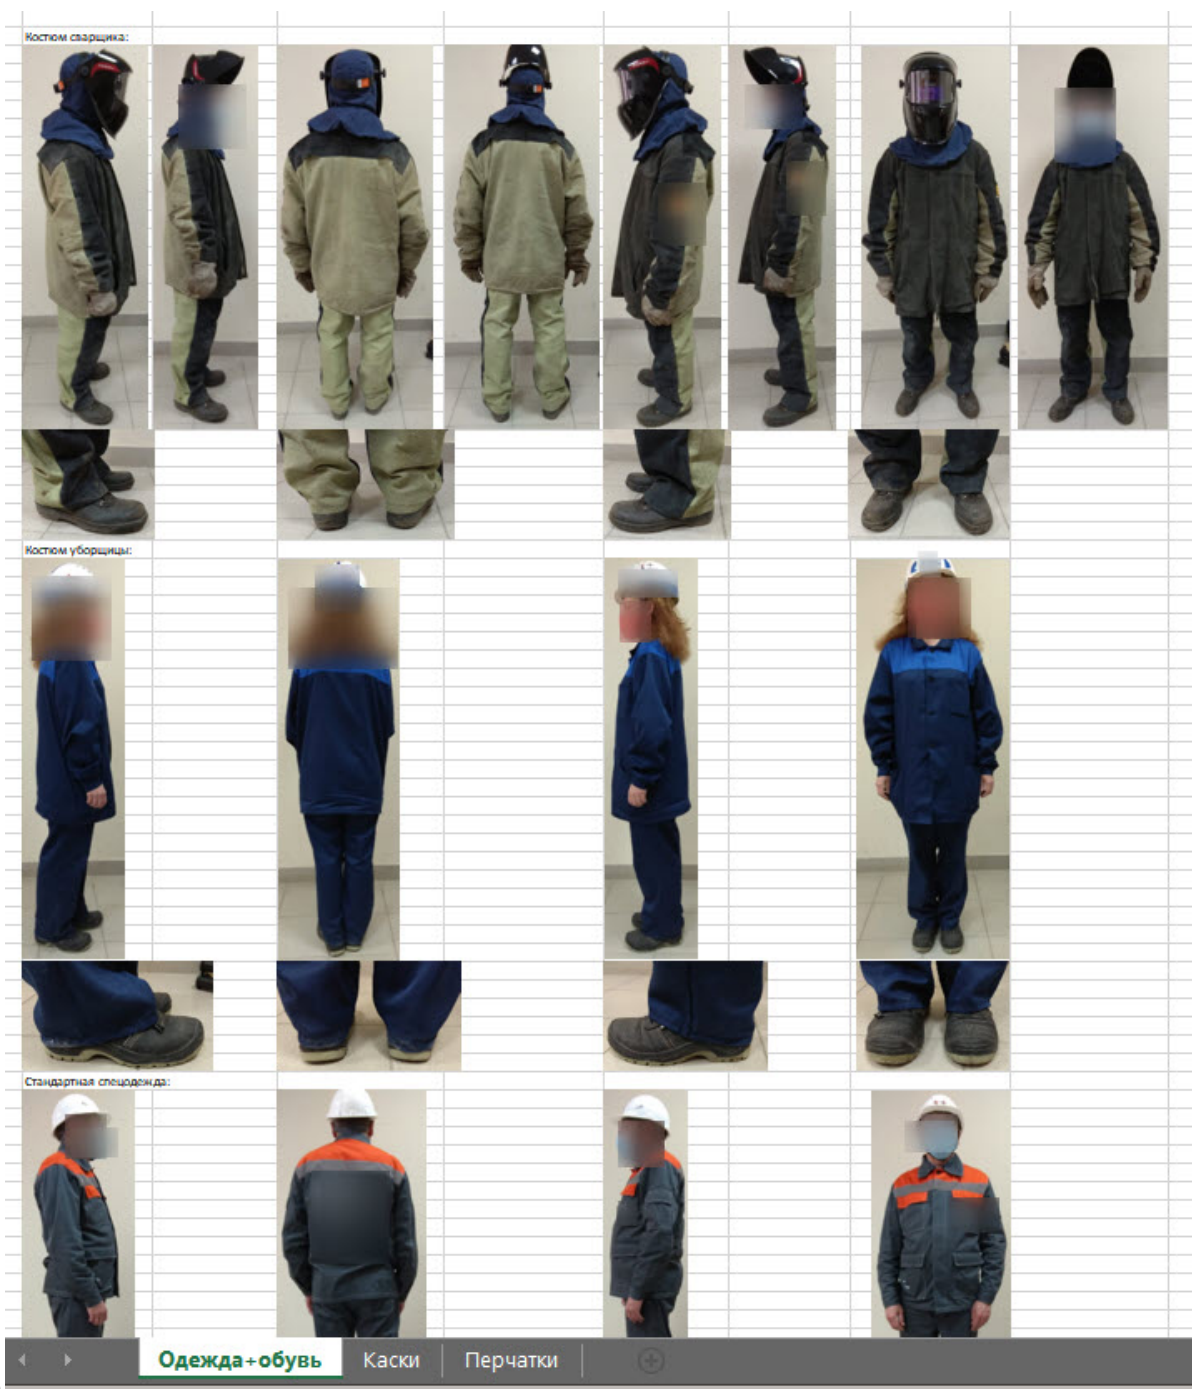 Костюм сварщика:
Костюм уборщицы:
Стандартная спецодежда:
Одежда+обувь Каски Перчатки